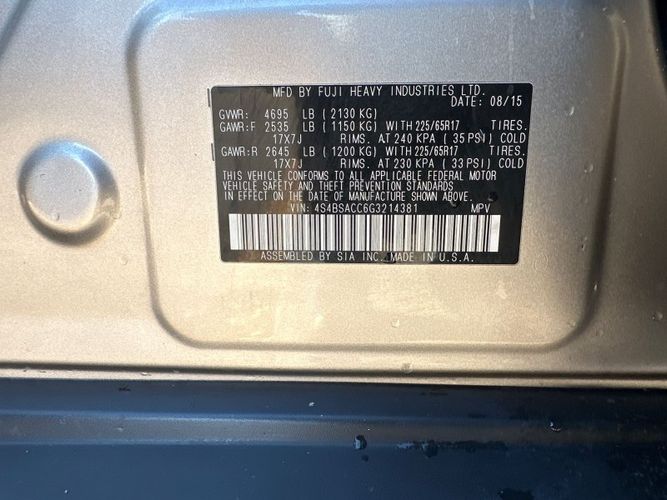 MFD BY FUJI HEAVY INDUSTRIES LTD.
DATE: 08/15
GVWR: 4695 LB ( 2130 KG)
GAWR:F 2535 LB ( 1150 KG) WITH 225/65R17 TIRES.
17X7J RIMS. AT 240 KPA ( 35 PSI) COLD
GAWR:R 2645 LB ( 1200 KG) WITH 225/65R17 TIRES.
17X7J RIMS. AT 230 KPA ( 33 PSI) COLD
THIS VEHICLE CONFORMS TO ALL APPLICABLE FEDERAL MOTOR
VEHICLE SAFETY AND THEFT PREVENTION STANDARDS
IN EFFECT ON THE DATE OF MANUFACTURE SHOWN ABOVE.
VIN: 4S4BSACC6G3214381 MPV
ASSEMBLED BY SIA INC. MADE IN U.S.A.